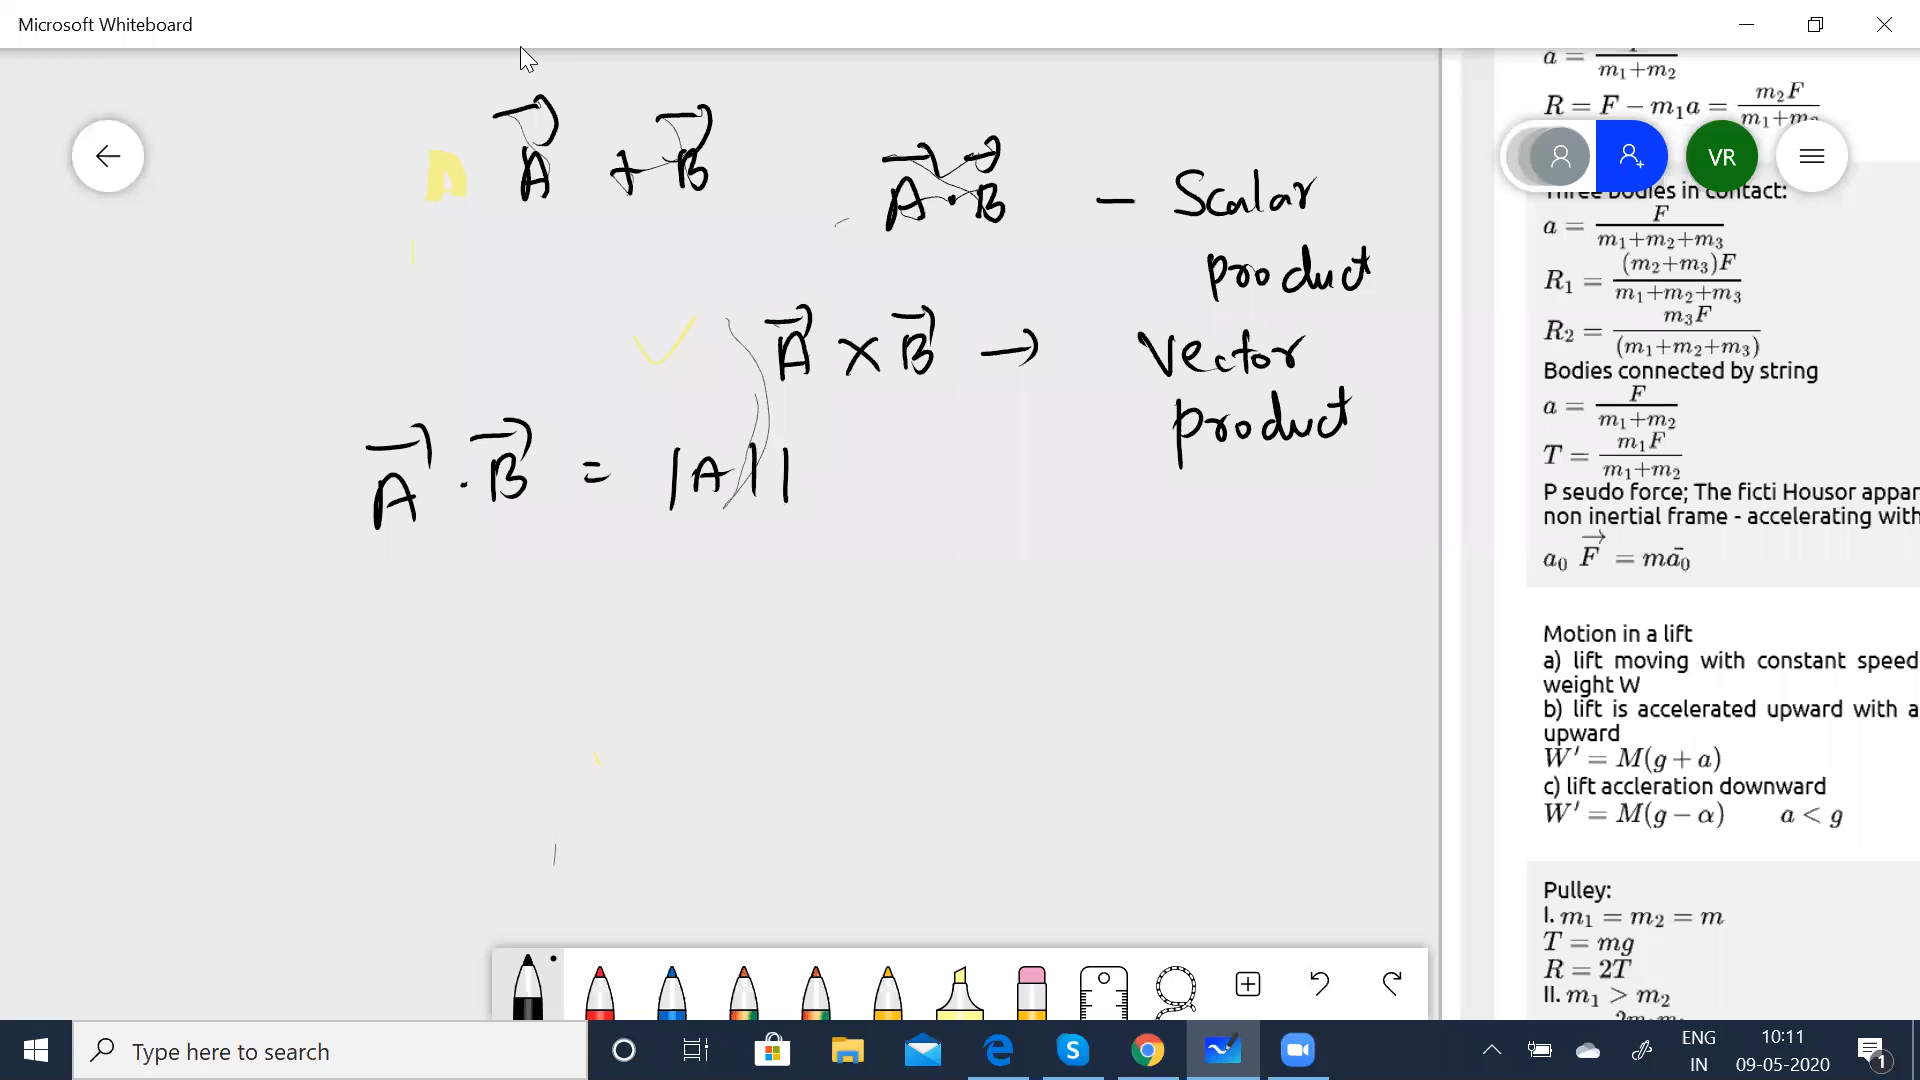 Microsoft Whiteboard
A⃗ + B⃗
A⃗ · B⃗ – Scalar
product
A⃗ × B⃗ → Vector
product
A⃗ · B⃗ = |A| |
m₁+m₂
R = F − m₁a = m₂F
VR
Three Bodies in contact:
a = F/(m₁+m₂+m₃)
R₁ = (m₂+m₃)F/(m₁+m₂+m₃)
R₂ = m₃F/(m₁+m₂+m₃)
Bodies connected by string
a = F/(m₁+m₂)
T = m₁F/(m₁+m₂)
P seudo force; The ficti Housor appar
non inertial frame - accelerating with
a₀ F⃗ = mā₀
Motion in a lift
a) lift moving with constant speed
weight W
b) lift is accelerated upward with a
upward
W′ = M(g + a)
c) lift accleration downward
W′ = M(g − α) a < g
Pulley:
I. m₁ = m₂ = m
T = mg
R = 2T
II. m₁ > m₂
Type here to search
ENG
IN
10:11
09-05-2020
1